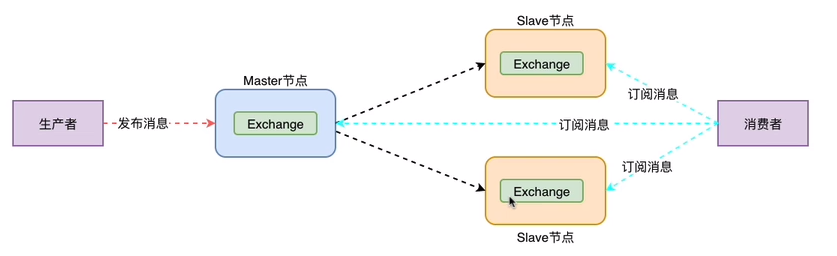 Slave节点
Exchange
订阅消息
Master节点
生产者
发布消息
Exchange
订阅消息
消费者
订阅消息
Exchange
Slave节点